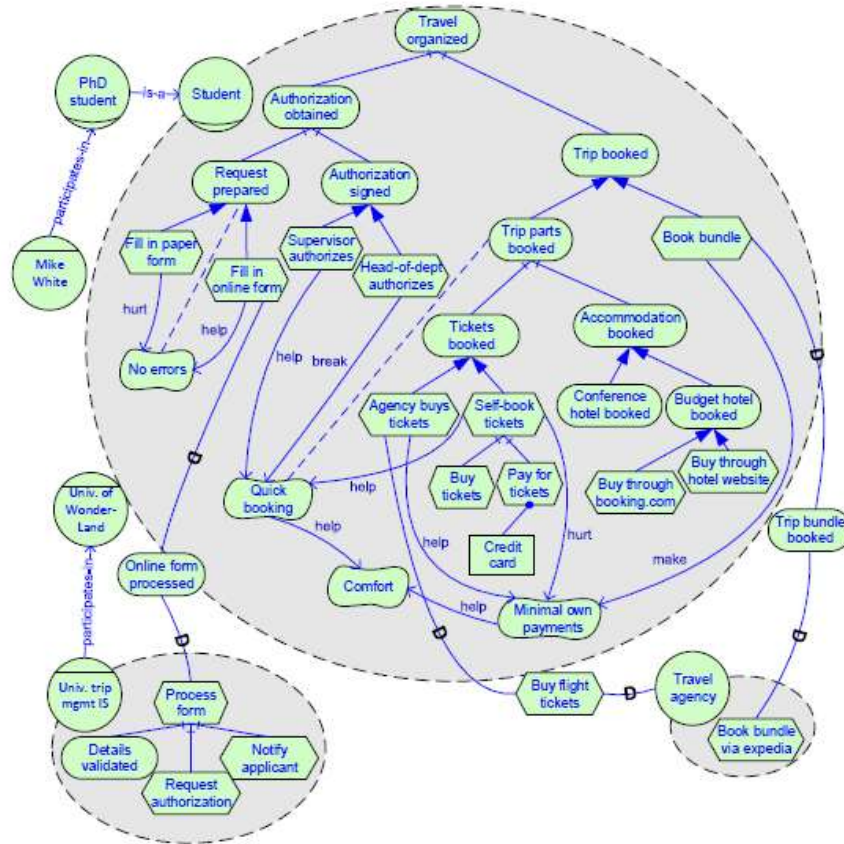 Travel
organized
PhD
student
is-a
Student
Authorization
obtained
Trip booked
participates-in
Request
prepared
Authorization
signed
Mike
White
Fill in paper
form
Fill in
online form
Supervisor
authorizes
Head-of-dept
authorizes
Trip parts
booked
Book bundle
hurt
help
No errors
help
break
Tickets
booked
Accommodation
booked
D
Agency buys
tickets
Self-book
tickets
Conference
hotel booked
Budget hotel
booked
D
Univ. of
Wonder-
Land
Quick
booking
help
Buy
tickets
Pay for
tickets
Buy through
booking.com
Buy through
hotel website
help
help
hurt
Trip bundle
booked
Online form
processed
Credit
card
make
participates-in
Comfort
help
Minimal own
payments
D
D
D
Univ. trip
mgmt IS
Process
form
Buy flight
tickets
D
Travel
agency
Details
validated
Notify
applicant
Request
authorization
Book bundle
via expedia